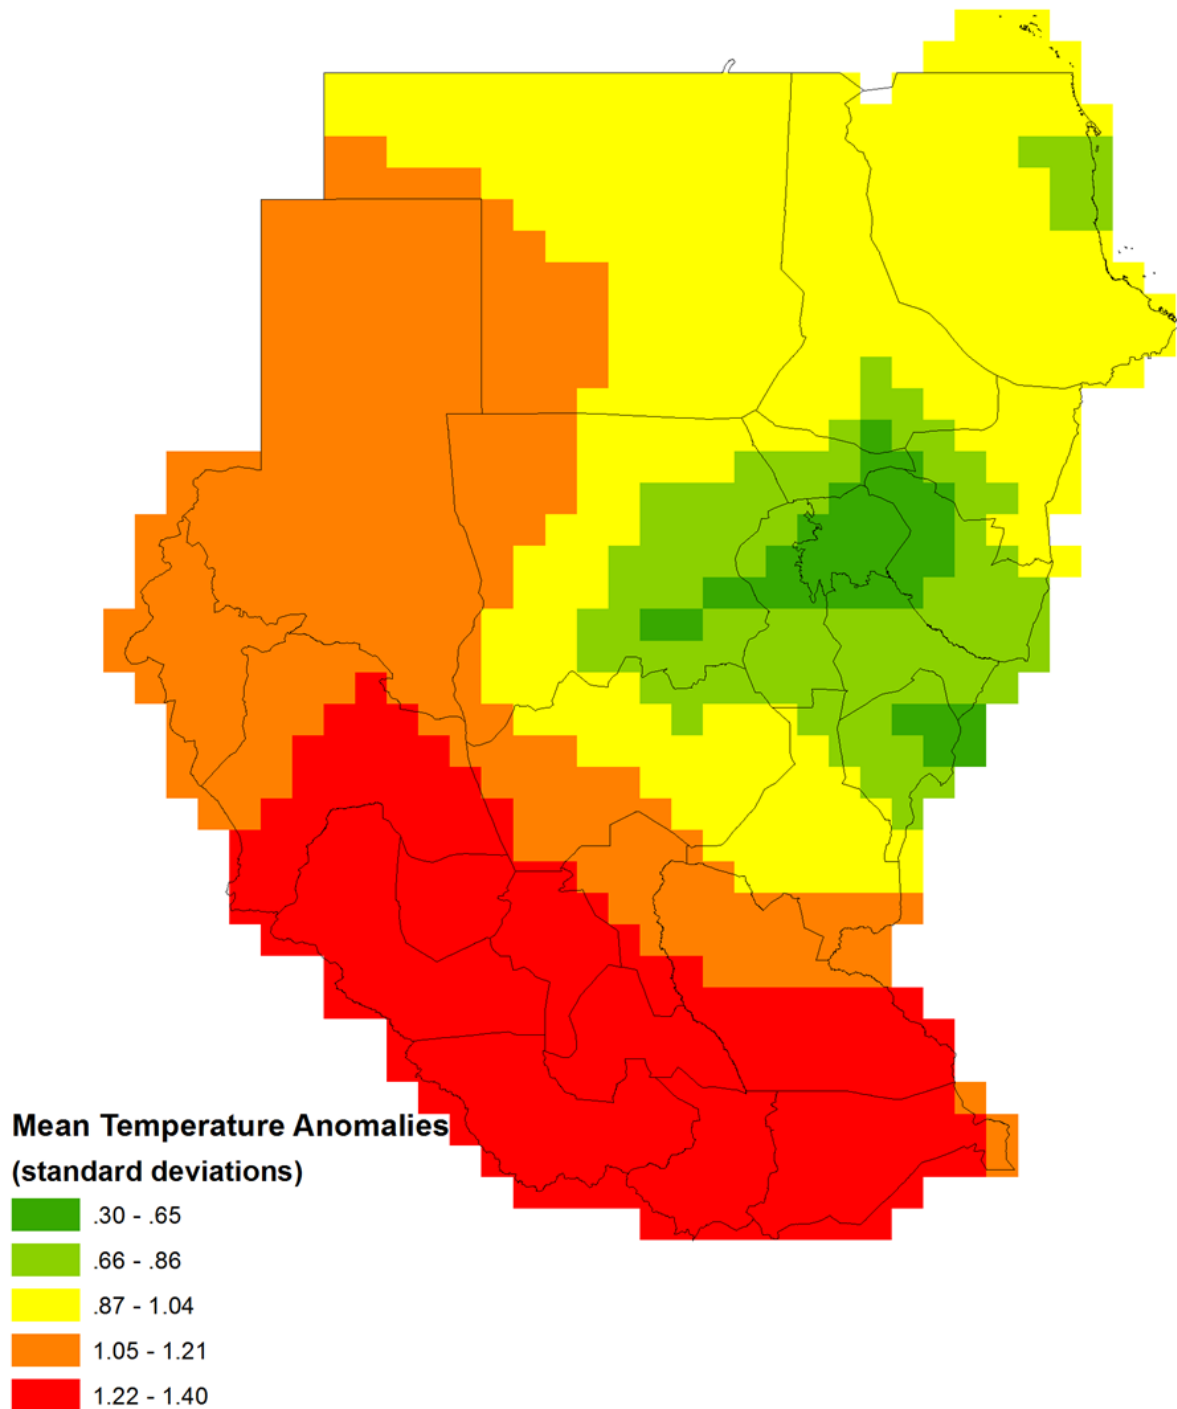 Mean Temperature Anomalies
(standard deviations)
.30 - .65
.66 - .86
.87 - 1.04
1.05 - 1.21
1.22 - 1.40